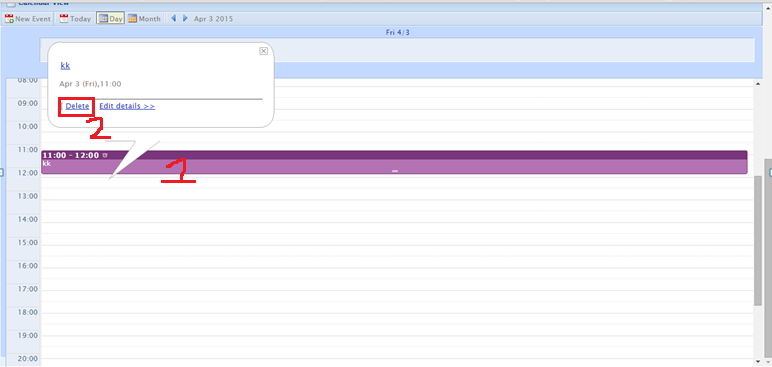 Calendar View
New Event Today Day Month Apr 3 2015
Fri 4/3
kk
Apr 3 (Fri),11:00
Delete Edit details >>
2
08:00
09:00
10:00
11:00
11:00 - 12:00
kk
1
12:00
13:00
14:00
15:00
16:00
17:00
18:00
19:00
20:00